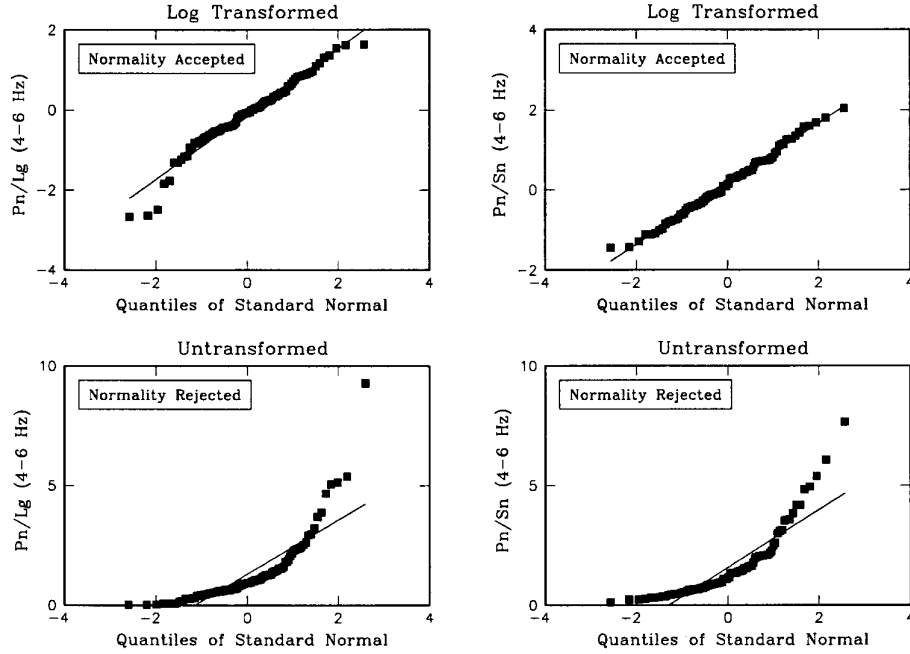 Log Transformed
2
0
−2
−4
Pn/Lg (4−6 Hz)
Normality Accepted
−4 −2 0 2 4
Quantiles of Standard Normal
Log Transformed
4
2
0
−2
Pn/Sn (4−6 Hz)
Normality Accepted
−4 −2 0 2 4
Quantiles of Standard Normal
Untransformed
10
5
0
Pn/Lg (4−6 Hz)
Normality Rejected
−4 −2 0 2 4
Quantiles of Standard Normal
Untransformed
10
5
0
Pn/Sn (4−6 Hz)
Normality Rejected
−4 −2 0 2 4
Quantiles of Standard Normal